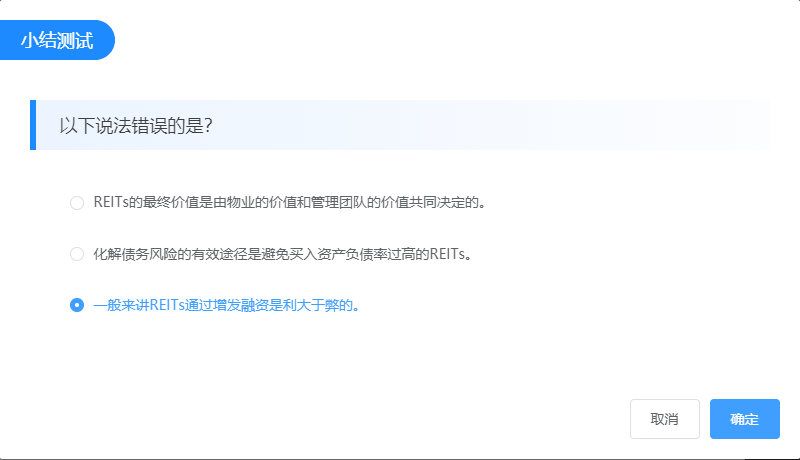 小结测试
以下说法错误的是?
REITs的最终价值是由物业的价值和管理团队的价值共同决定的。
化解债务风险的有效途径是避免买入资产负债率过高的REITs。
一般来讲REITs通过增发融资是利大于弊的。
取消 确定